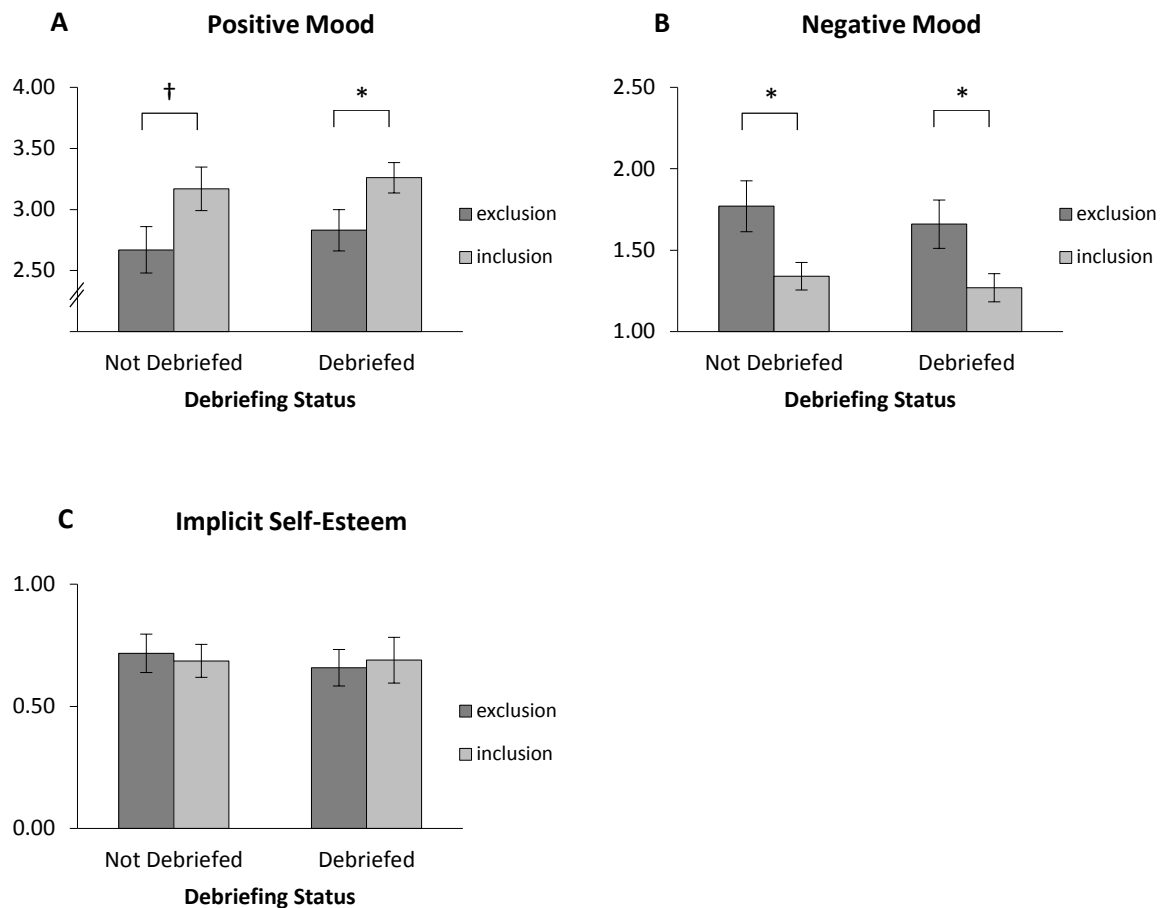 A
Positive Mood
4.00
3.50
3.00
2.50
†
*
exclusion
inclusion
Not Debriefed
Debriefed
Debriefing Status
B
Negative Mood
2.50
2.00
1.50
1.00
*
*
exclusion
inclusion
Not Debriefed
Debriefed
Debriefing Status
C
Implicit Self-Esteem
1.00
0.50
0.00
exclusion
inclusion
Not Debriefed
Debriefed
Debriefing Status